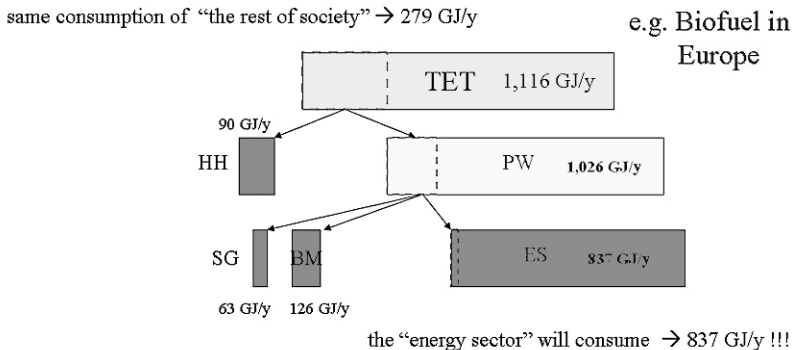 same consumption of “the rest of society” → 279 GJ/y
e.g. Biofuel in
Europe
TET 1,116 GJ/y
90 GJ/y
HH
PW 1,026 GJ/y
SG
BM
ES 837 GJ/y
63 GJ/y 126 GJ/y
the “energy sector” will consume → 837 GJ/y !!!